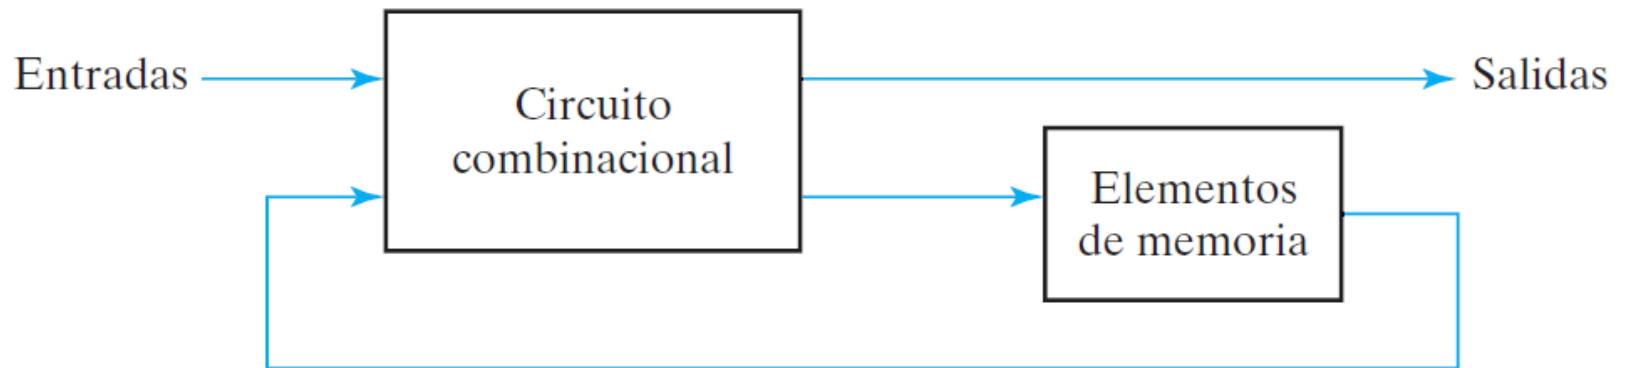 Entradas
Circuito
combinacional
Salidas
Elementos
de memoria